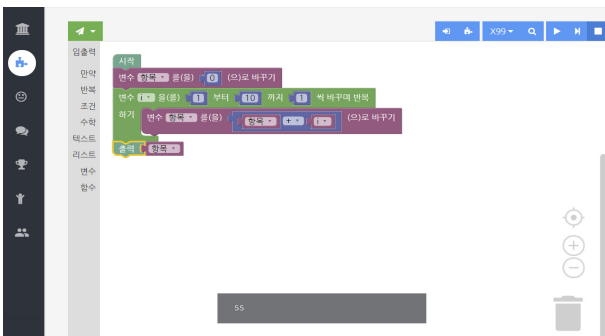 X99
입출력
만약
반복
조건
수학
텍스트
리스트
변수
함수
시작
변수 항목 를(을) 0 (으)로 바꾸기
변수 i 을(를) 1 부터 10 까지 1 씩 바꾸며 반복
하기 변수 항목 를(을) 항목 + i (으)로 바꾸기
출력 항목
55